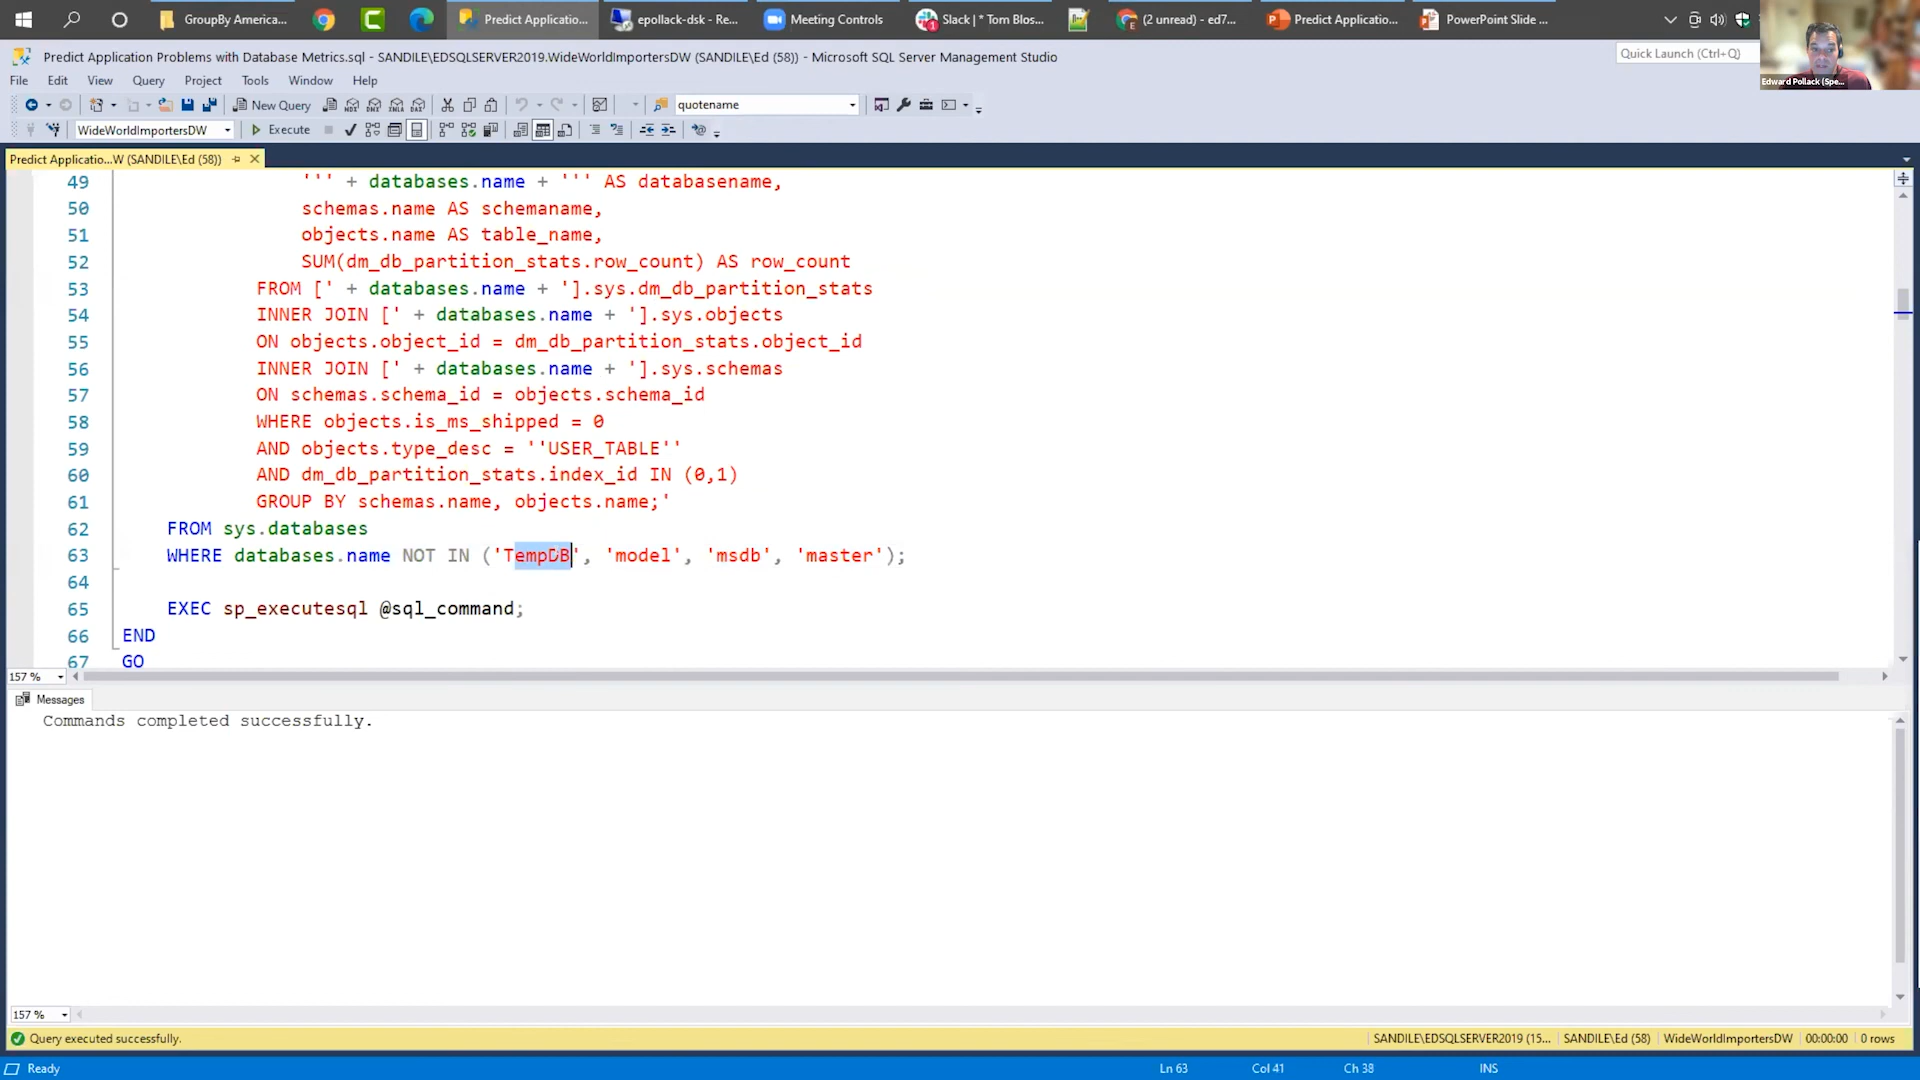 GroupBy America...
Predict Applicatio...
epollack-dsk - Re...
Meeting Controls
Slack | * Tom Blos...
(2 unread) - ed7...
Predict Applicatio...
PowerPoint Slide ...
Predict Application Problems with Database Metrics.sql - SANDILE\EDSQLSERVER2019.WideWorldImportersDW (SANDILE\Ed (58)) - Microsoft SQL Server Management Studio
Quick Launch (Ctrl+Q)
Edward Pollack (Spe...
File Edit View Query Project Tools Window Help
New Query
quotename
WideWorldImportersDW
Execute
Predict Applicatio...W (SANDILE\Ed (58))
49 ''' + databases.name + ''' AS databasename,
50 schemas.name AS schemaname,
51 objects.name AS table_name,
52 SUM(dm_db_partition_stats.row_count) AS row_count
53 FROM [' + databases.name + '].sys.dm_db_partition_stats
54 INNER JOIN [' + databases.name + '].sys.objects
55 ON objects.object_id = dm_db_partition_stats.object_id
56 INNER JOIN [' + databases.name + '].sys.schemas
57 ON schemas.schema_id = objects.schema_id
58 WHERE objects.is_ms_shipped = 0
59 AND objects.type_desc = ''USER_TABLE''
60 AND dm_db_partition_stats.index_id IN (0,1)
61 GROUP BY schemas.name, objects.name;'
62 FROM sys.databases
63 WHERE databases.name NOT IN ('TempDB', 'model', 'msdb', 'master');
64
65 EXEC sp_executesql @sql_command;
66 END
67 GO
157 %
Messages
Commands completed successfully.
157 %
Query executed successfully.
SANDILE\EDSQLSERVER2019 (15... SANDILE\Ed (58) WideWorldImportersDW 00:00:00 0 rows
Ready
Ln 63 Col 41 Ch 38 INS